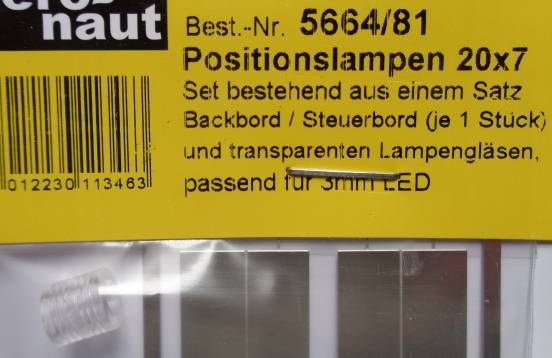 naut
Best.-Nr. 5664/81
Positionslampen 20x7
Set bestehend aus einem Satz
Backbord / Steuerbord (je 1 Stück)
und transparenten Lampengläsen,
passend für 3mm LED
012230 113463